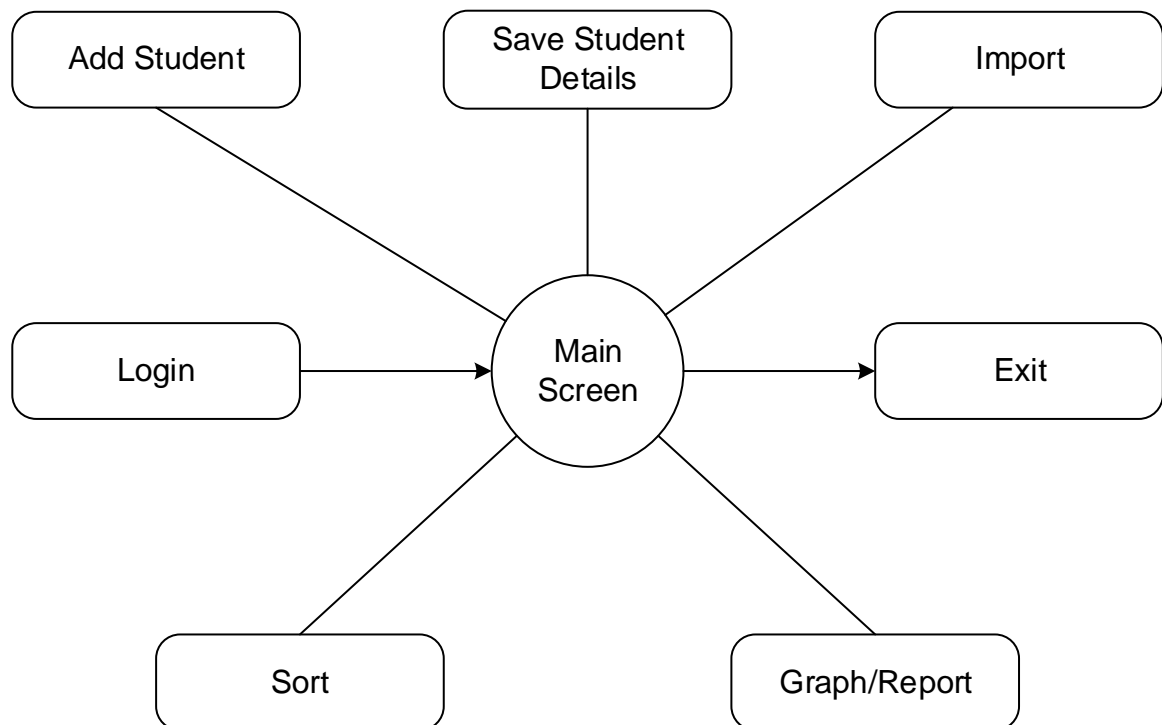 Add Student
Save Student
Details
Import
Login
Main
Screen
Exit
Sort
Graph/Report